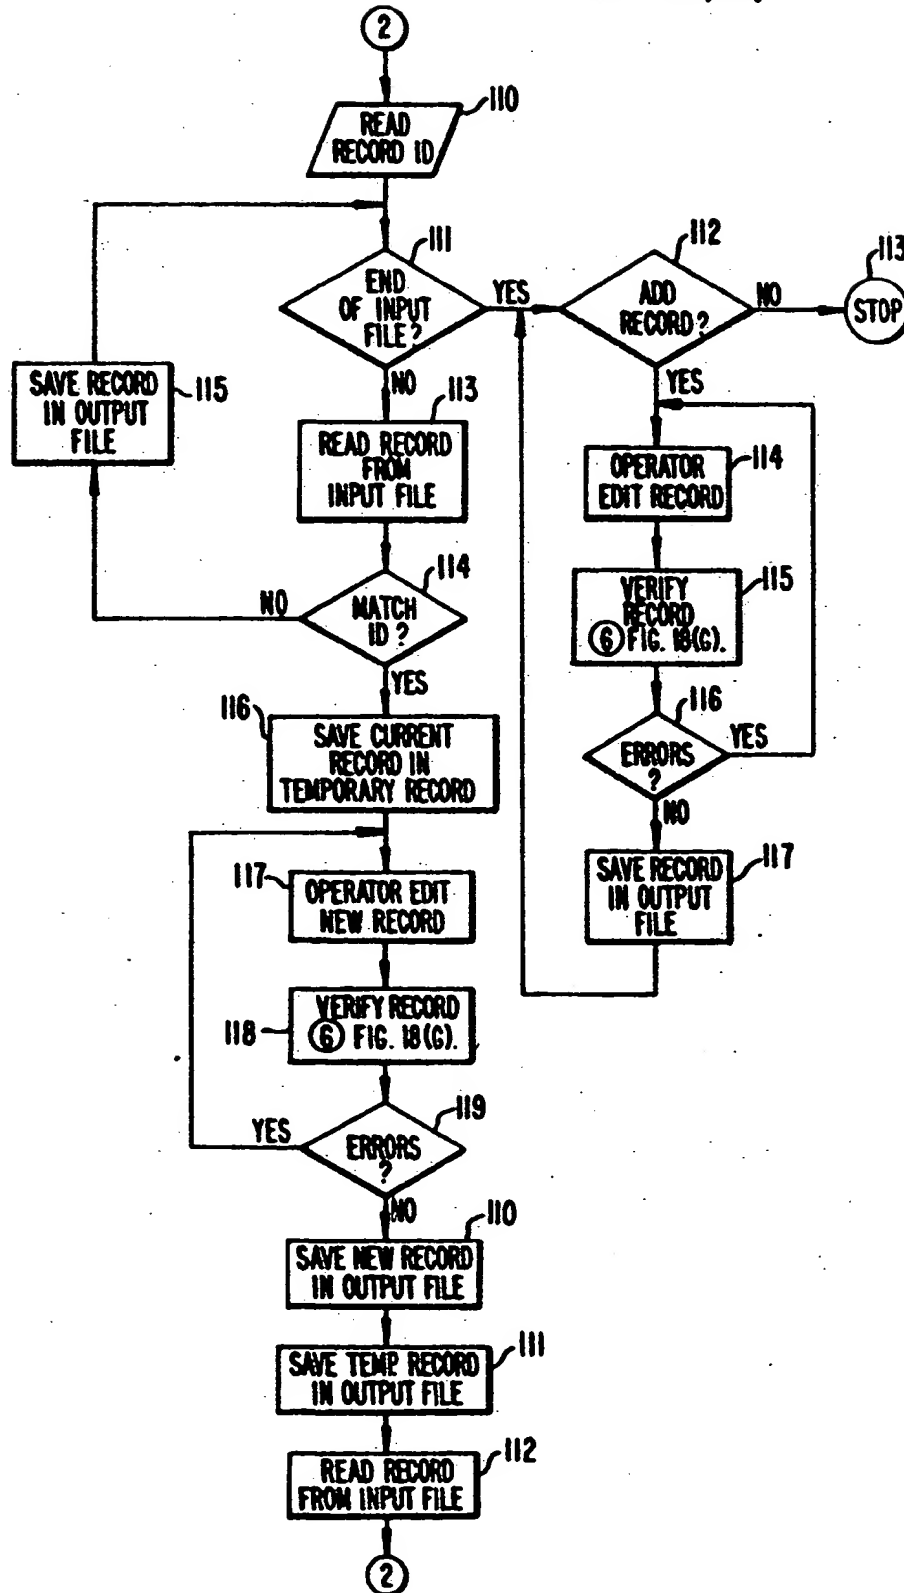 2
110
READ
RECORD ID
111
END
OF INPUT
FILE?
YES
112
ADD
RECORD?
NO
113
STOP
SAVE RECORD
IN OUTPUT
FILE
115
NO
113
READ RECORD
FROM
INPUT FILE
YES
OPERATOR
EDIT RECORD
114
114
MATCH
ID?
NO
VERIFY
RECORD
6 FIG. 18(G).
115
YES
116
SAVE CURRENT
RECORD IN
TEMPORARY RECORD
116
ERRORS
?
YES
NO
117
OPERATOR EDIT
NEW RECORD
SAVE RECORD
IN OUTPUT
FILE
117
118
VERIFY RECORD
6 FIG. 18(G).
119
ERRORS
?
YES
NO
110
SAVE NEW RECORD
IN OUTPUT FILE
111
SAVE TEMP RECORD
IN OUTPUT FILE
112
READ RECORD
FROM INPUT FILE
2